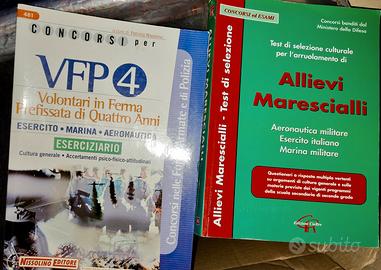 481
CONCORSI per
VFP 4
Volontari in Ferma
Prefissata di Quattro Anni
ESERCITO • MARINA • AERONAUTICA
ESERCIZIARIO
Cultura generale • Accertamenti psico-fisico-attitudinali
NISSOLINO EDITORE
Concorsi nelle Forze Armate e di Polizia
Allievi Marescialli - Test di selezione
CONCORSI ed ESAMI
Concorsi banditi dal
Ministero della Difesa
Test di selezione culturale
per l'arruolamento di
Allievi
Marescialli
Aeronautica militare
Esercito italiano
Marina militare
Questionari a risposta multipla vertenti
su argomenti di cultura generale e sulle
materie previste dai vigenti programmi
della scuola secondaria di secondo grado
subito